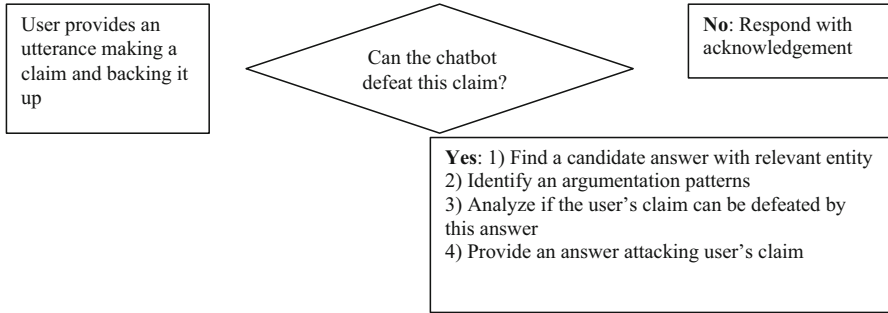 User provides an
utterance making a
claim and backing it
up
Can the chatbot
defeat this claim?
No: Respond with
acknowledgement
Yes: 1) Find a candidate answer with relevant entity
2) Identify an argumentation patterns
3) Analyze if the user's claim can be defeated by
this answer
4) Provide an answer attacking user's claim